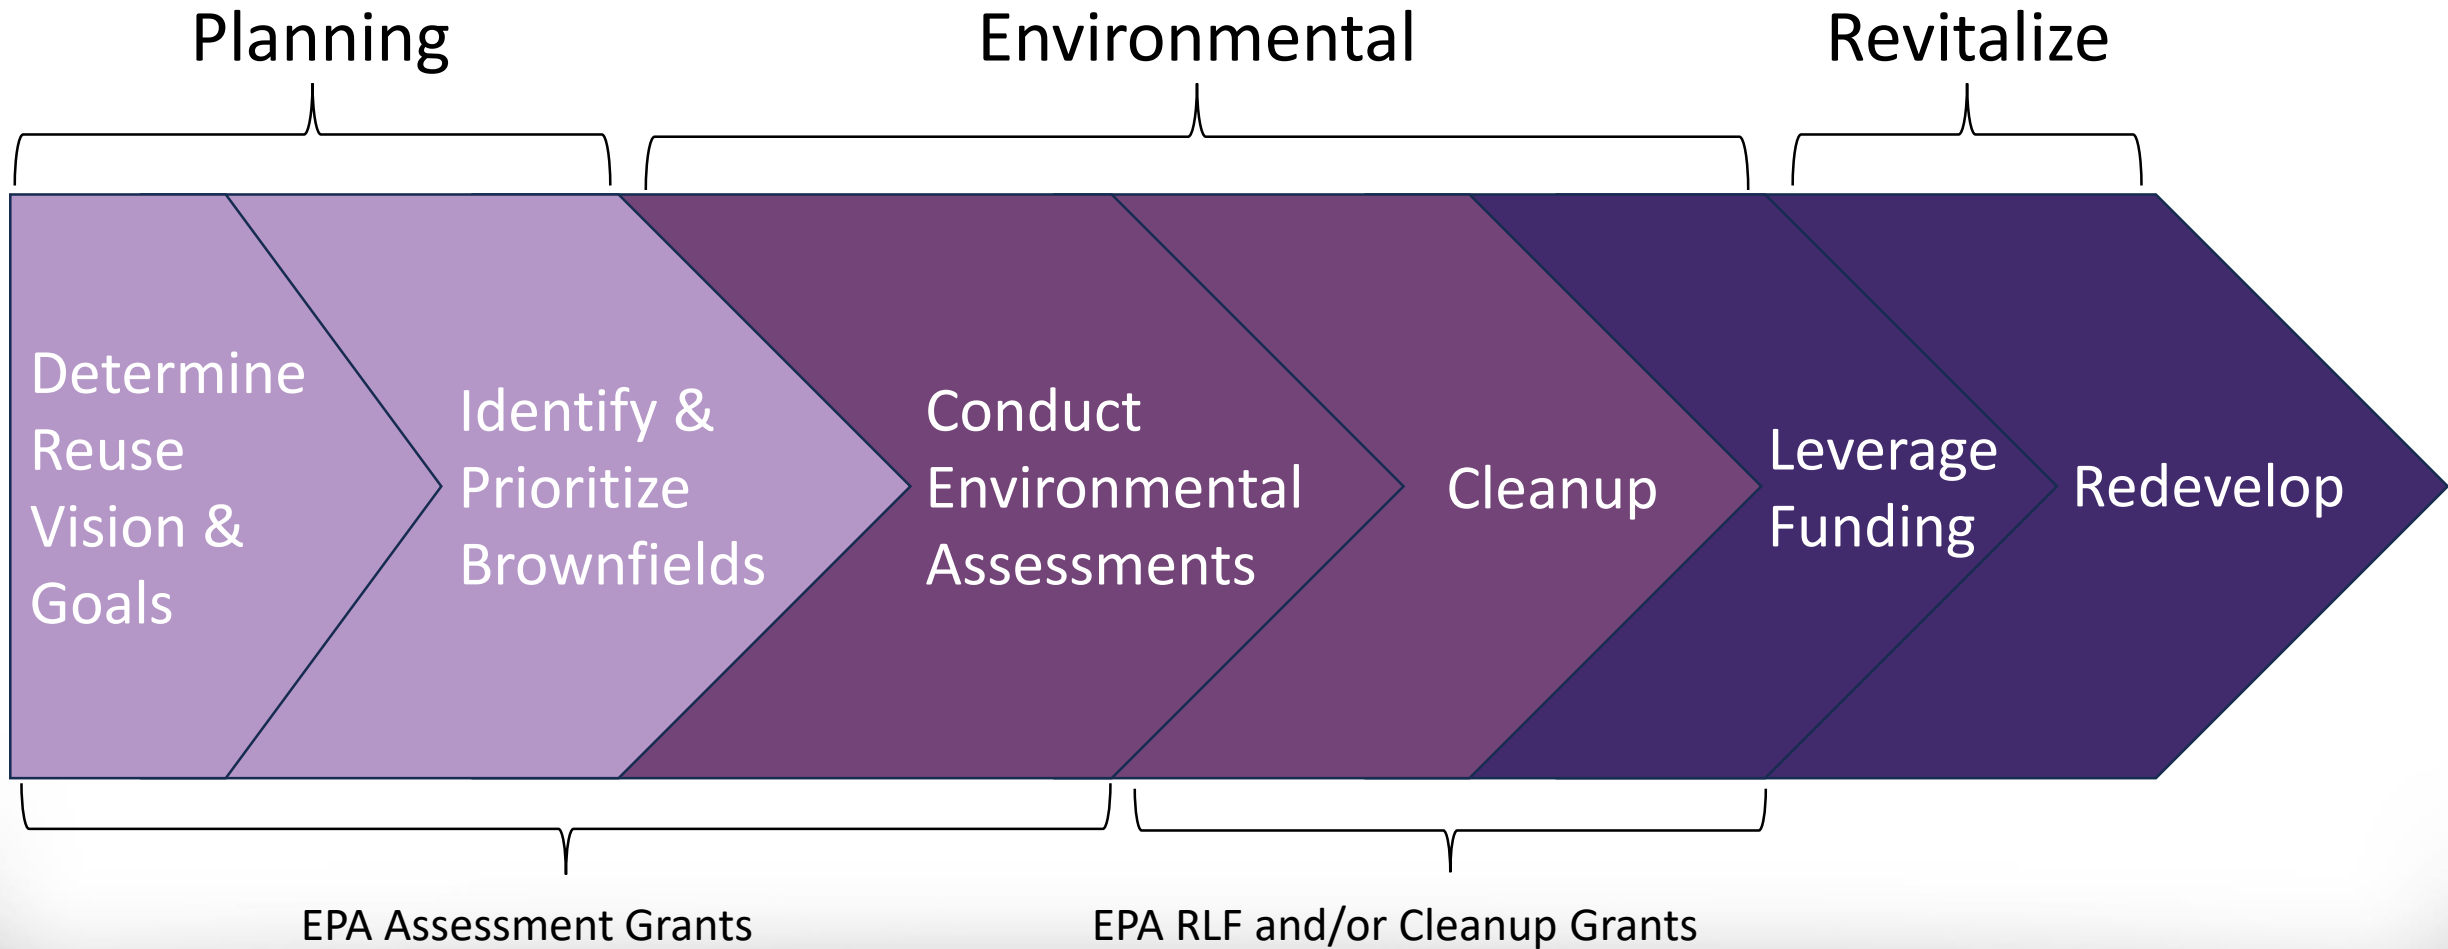 Planning
Environmental
Revitalize
Determine
Reuse
Vision &
Goals
Identify &
Prioritize
Brownfields
Conduct
Environmental
Assessments
Cleanup
Leverage
Funding
Redevelop
EPA Assessment Grants
EPA RLF and/or Cleanup Grants